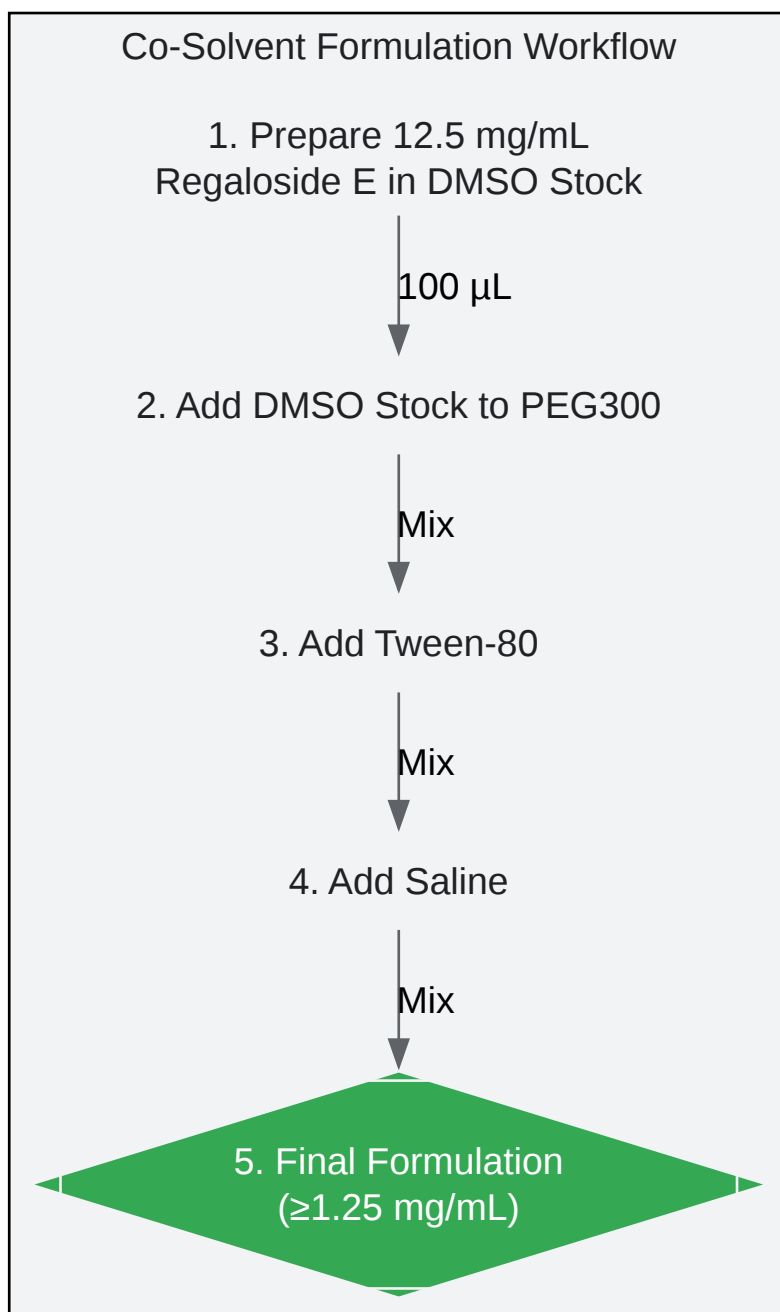 Co-Solvent Formulation Workflow
1. Prepare 12.5 mg/mL
Regaloside E in DMSO Stock
100 µL
2. Add DMSO Stock to PEG300
Mix
3. Add Tween-80
Mix
4. Add Saline
Mix
5. Final Formulation
(≥1.25 mg/mL)